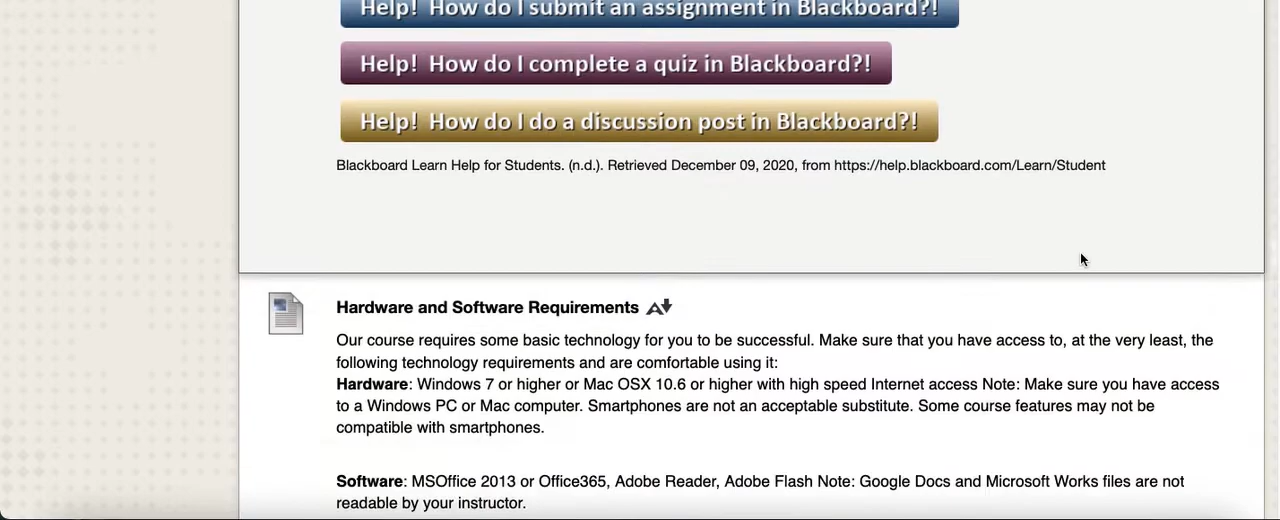 Help! How do I submit an assignment in Blackboard?!
Help! How do I complete a quiz in Blackboard?!
Help! How do I do a discussion post in Blackboard?!
Blackboard Learn Help for Students. (n.d.). Retrieved December 09, 2020, from https://help.blackboard.com/Learn/Student
Hardware and Software Requirements
Our course requires some basic technology for you to be successful. Make sure that you have access to, at the very least, the
following technology requirements and are comfortable using it:
Hardware: Windows 7 or higher or Mac OSX 10.6 or higher with high speed Internet access Note: Make sure you have access
to a Windows PC or Mac computer. Smartphones are not an acceptable substitute. Some course features may not be
compatible with smartphones.
Software: MSOffice 2013 or Office365, Adobe Reader, Adobe Flash Note: Google Docs and Microsoft Works files are not
readable by your instructor.